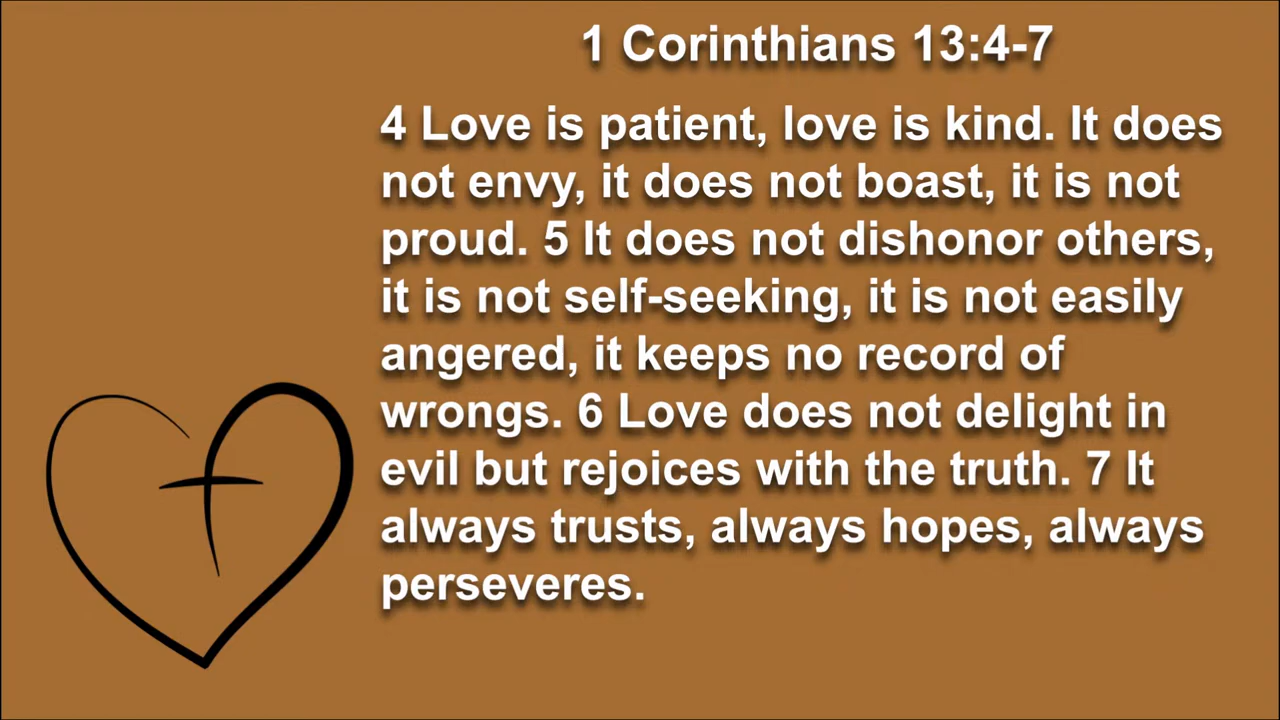 1 Corinthians 13:4-7
4 Love is patient, love is kind. It does
not envy, it does not boast, it is not
proud. 5 It does not dishonor others,
it is not self-seeking, it is not easily
angered, it keeps no record of
wrongs. 6 Love does not delight in
evil but rejoices with the truth. 7 It
always trusts, always hopes, always
perseveres.